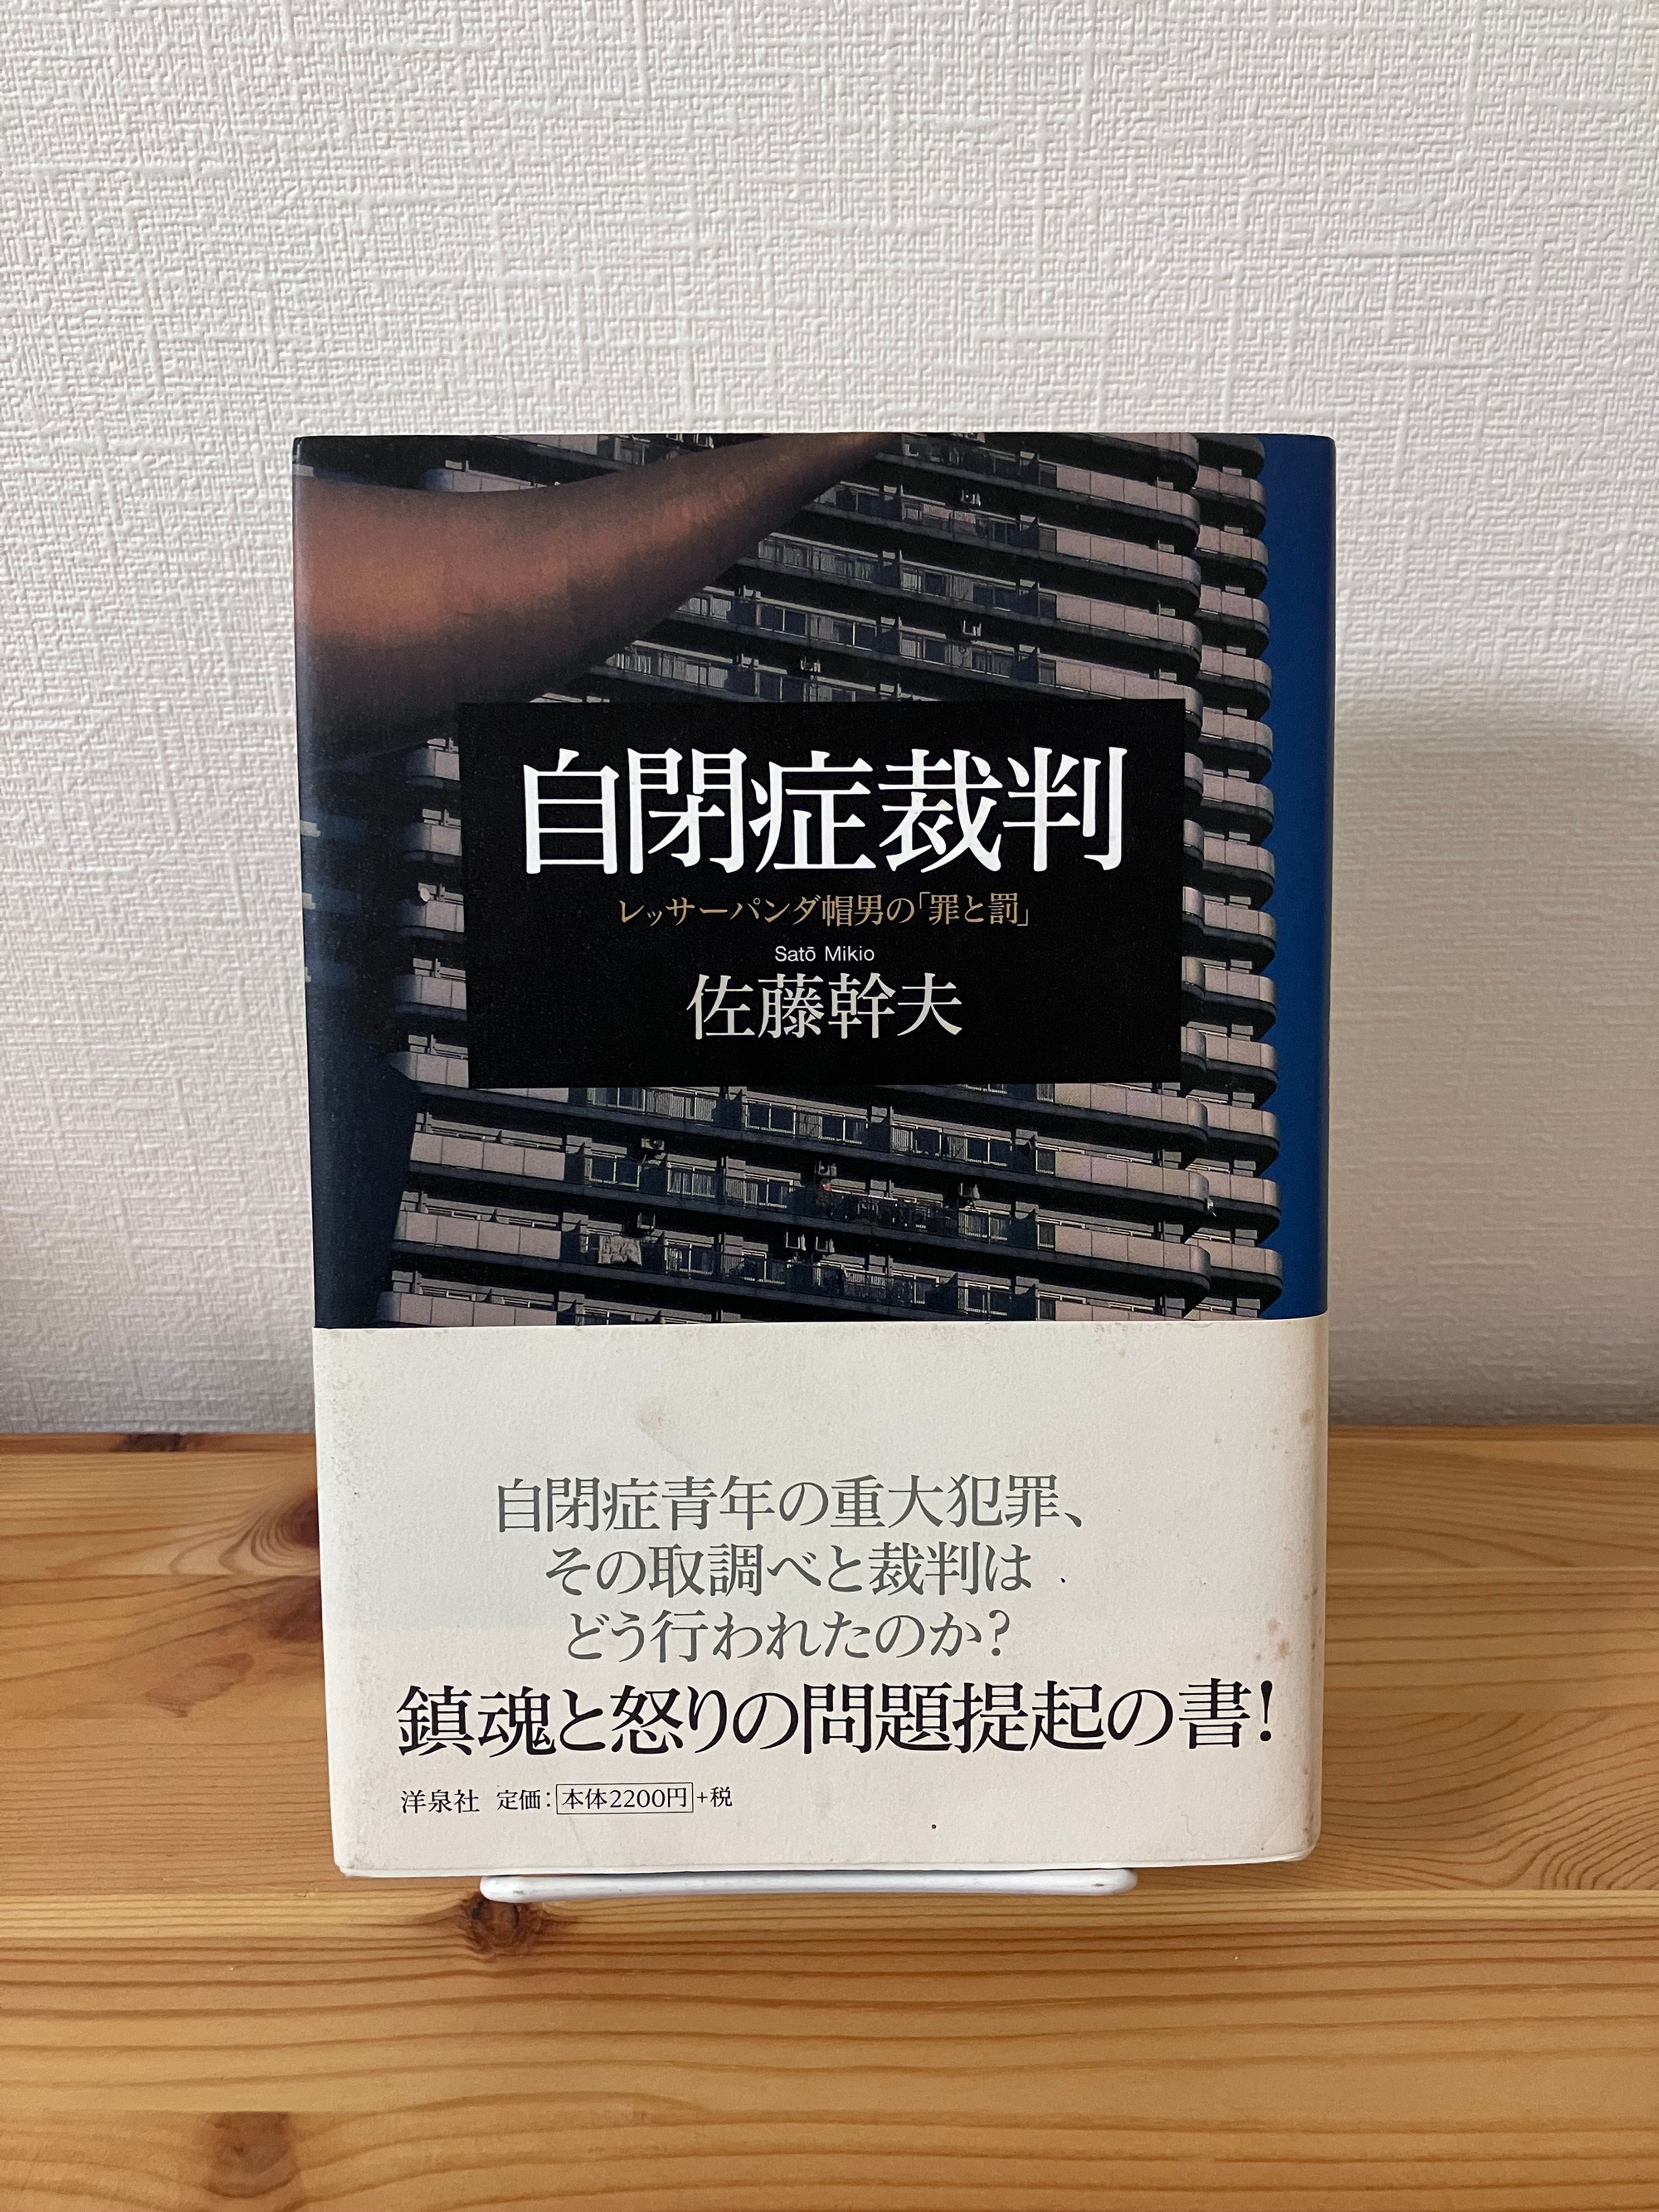 自閉症裁判
レッサーパンダ帽男の「罪と罰」
Satō Mikio
佐藤幹夫
自閉症青年の重大犯罪、
その取調べと裁判は
どう行われたのか?
鎮魂と怒りの問題提起の書!
洋泉社 定価:本体2200円+税